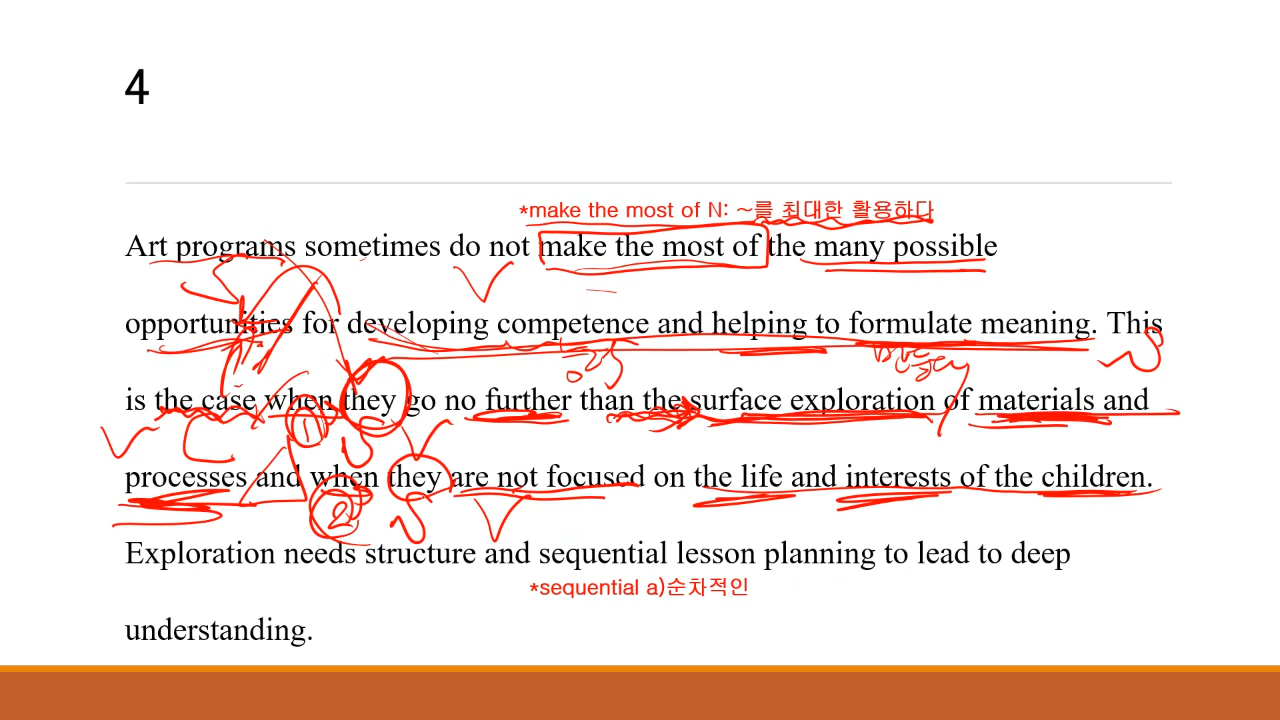 4
*make the most of N: ~를 최대한 활용하다
Art programs sometimes do not make the most of the many possible
opportunities for developing competence and helping to formulate meaning. This
is the case when they go no further than the surface exploration of materials and
processes and when they are not focused on the life and interests of the children.
Exploration needs structure and sequential lesson planning to lead to deep
*sequential a)순차적인
understanding.
①
②
S
S
S
V
V